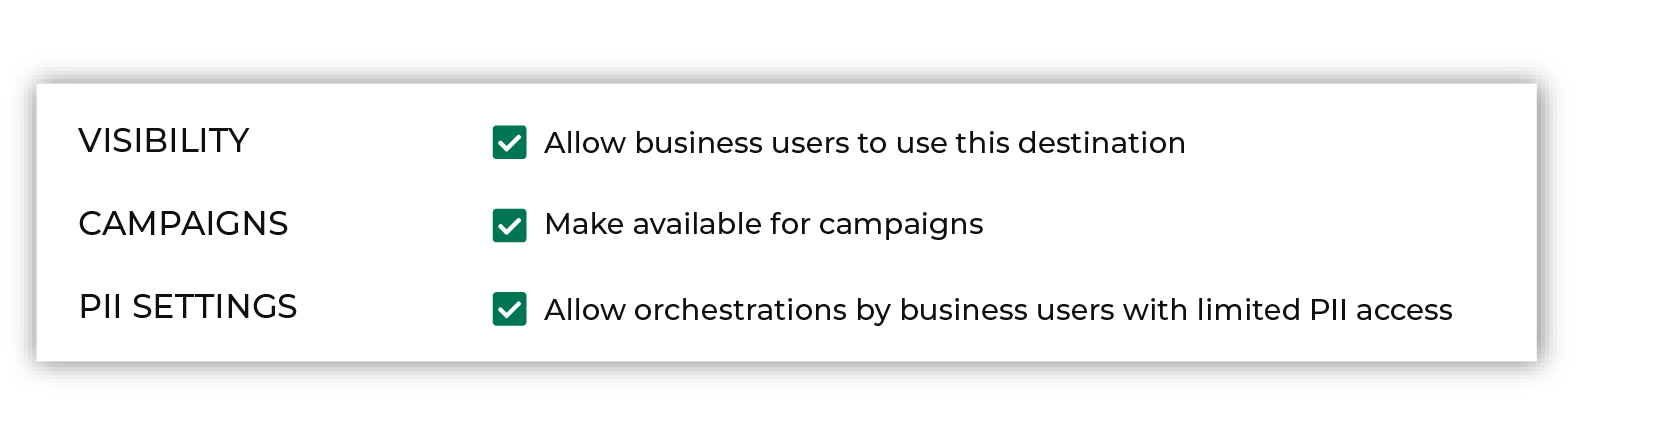 VISIBILITY Allow business users to use this destination
CAMPAIGNS Make available for campaigns
PII SETTINGS Allow orchestrations by business users with limited PII access